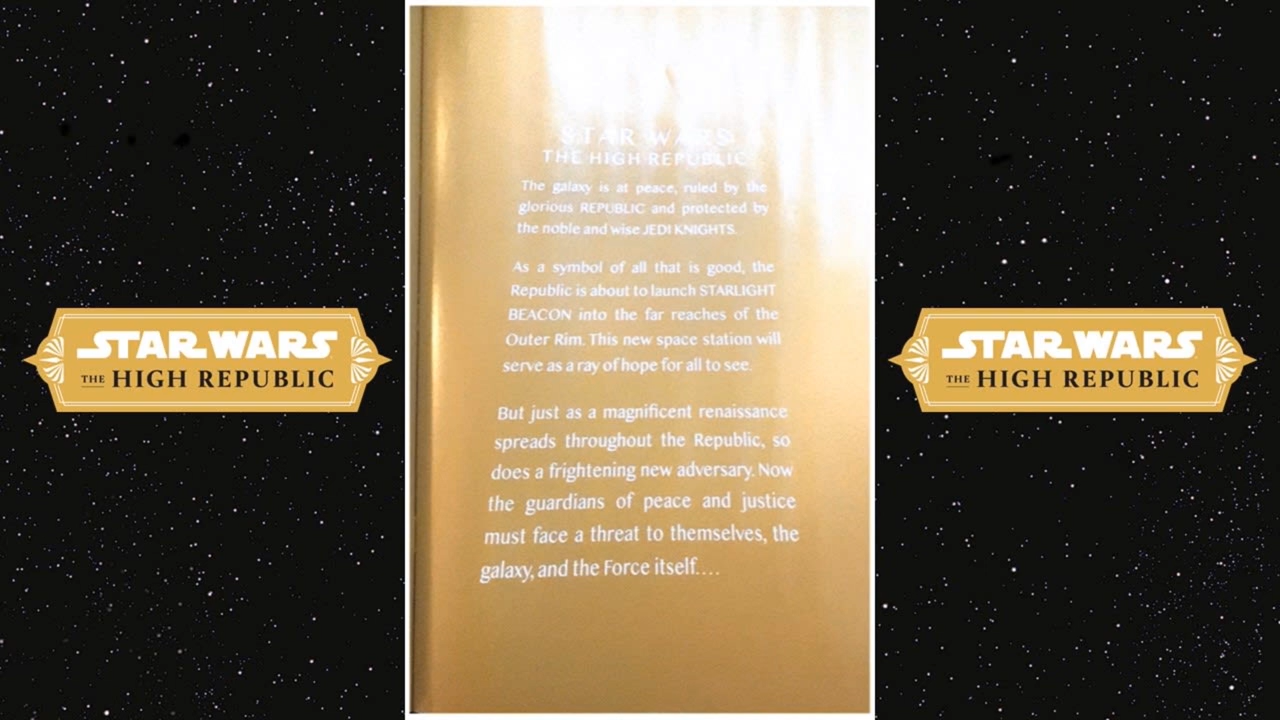 STAR WARS
THE HIGH REPUBLIC
The galaxy is at peace, ruled by the
glorious REPUBLIC and protected by
the noble and wise JEDI KNIGHTS.
As a symbol of all that is good, the
Republic is about to launch STARLIGHT
BEACON into the far reaches of the
Outer Rim. This new space station will
serve as a ray of hope for all to see.
But just as a magnificent renaissance
spreads throughout the Republic, so
does a frightening new adversary. Now
the guardians of peace and justice
must face a threat to themselves, the
galaxy, and the Force itself....
STAR WARS
THE HIGH REPUBLIC
STAR WARS
THE HIGH REPUBLIC